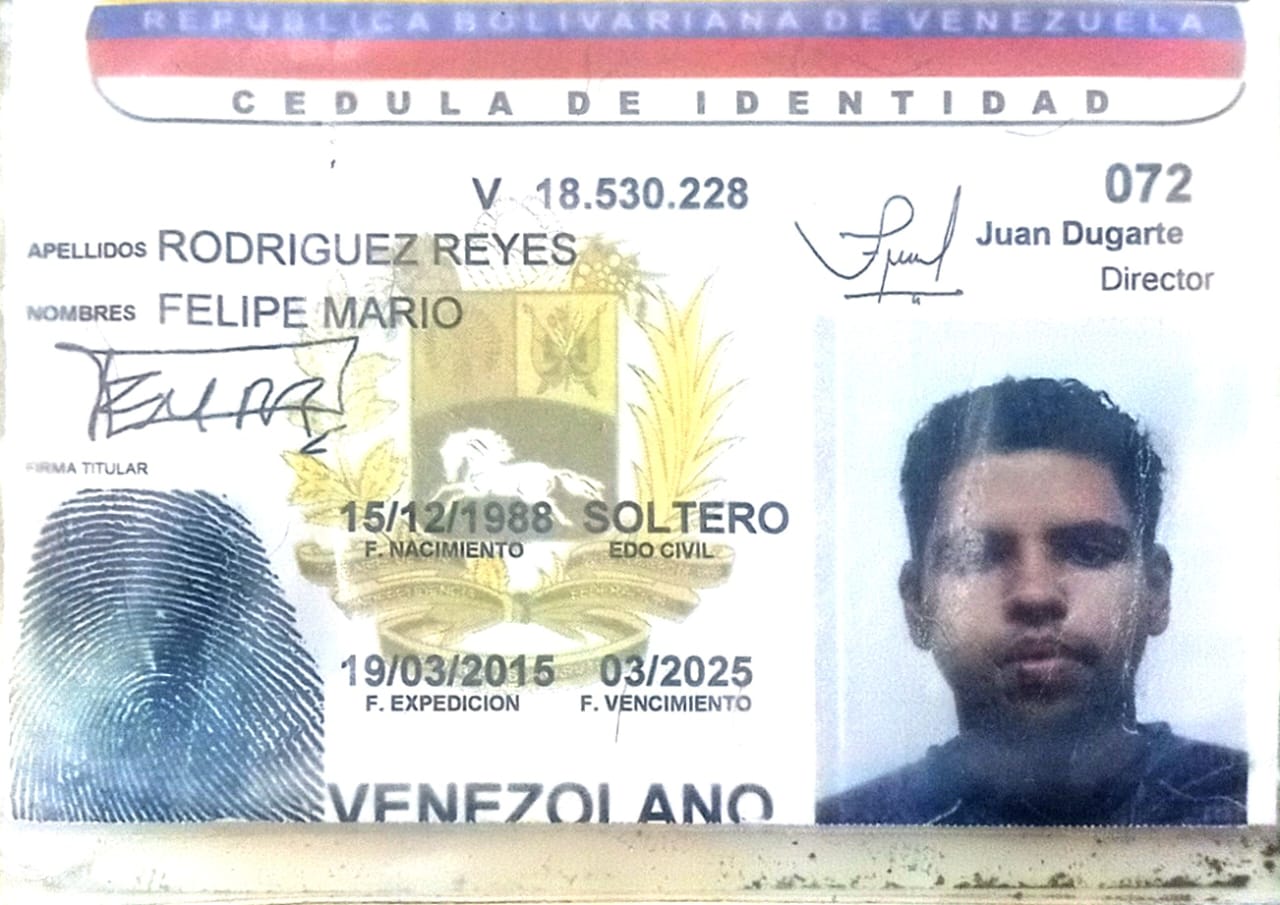 REPUBLICA BOLIVARIANA DE VENEZUELA
CEDULA DE IDENTIDAD
V 18.530.228
072
Juan Dugarte
Director
APELLIDOS RODRIGUEZ REYES
NOMBRES FELIPE MARIO
FIRMA TITULAR
15/12/1988 SOLTERO
F. NACIMIENTO EDO CIVIL
19/03/2015 03/2025
F. EXPEDICION F. VENCIMIENTO
VENEZOLANO